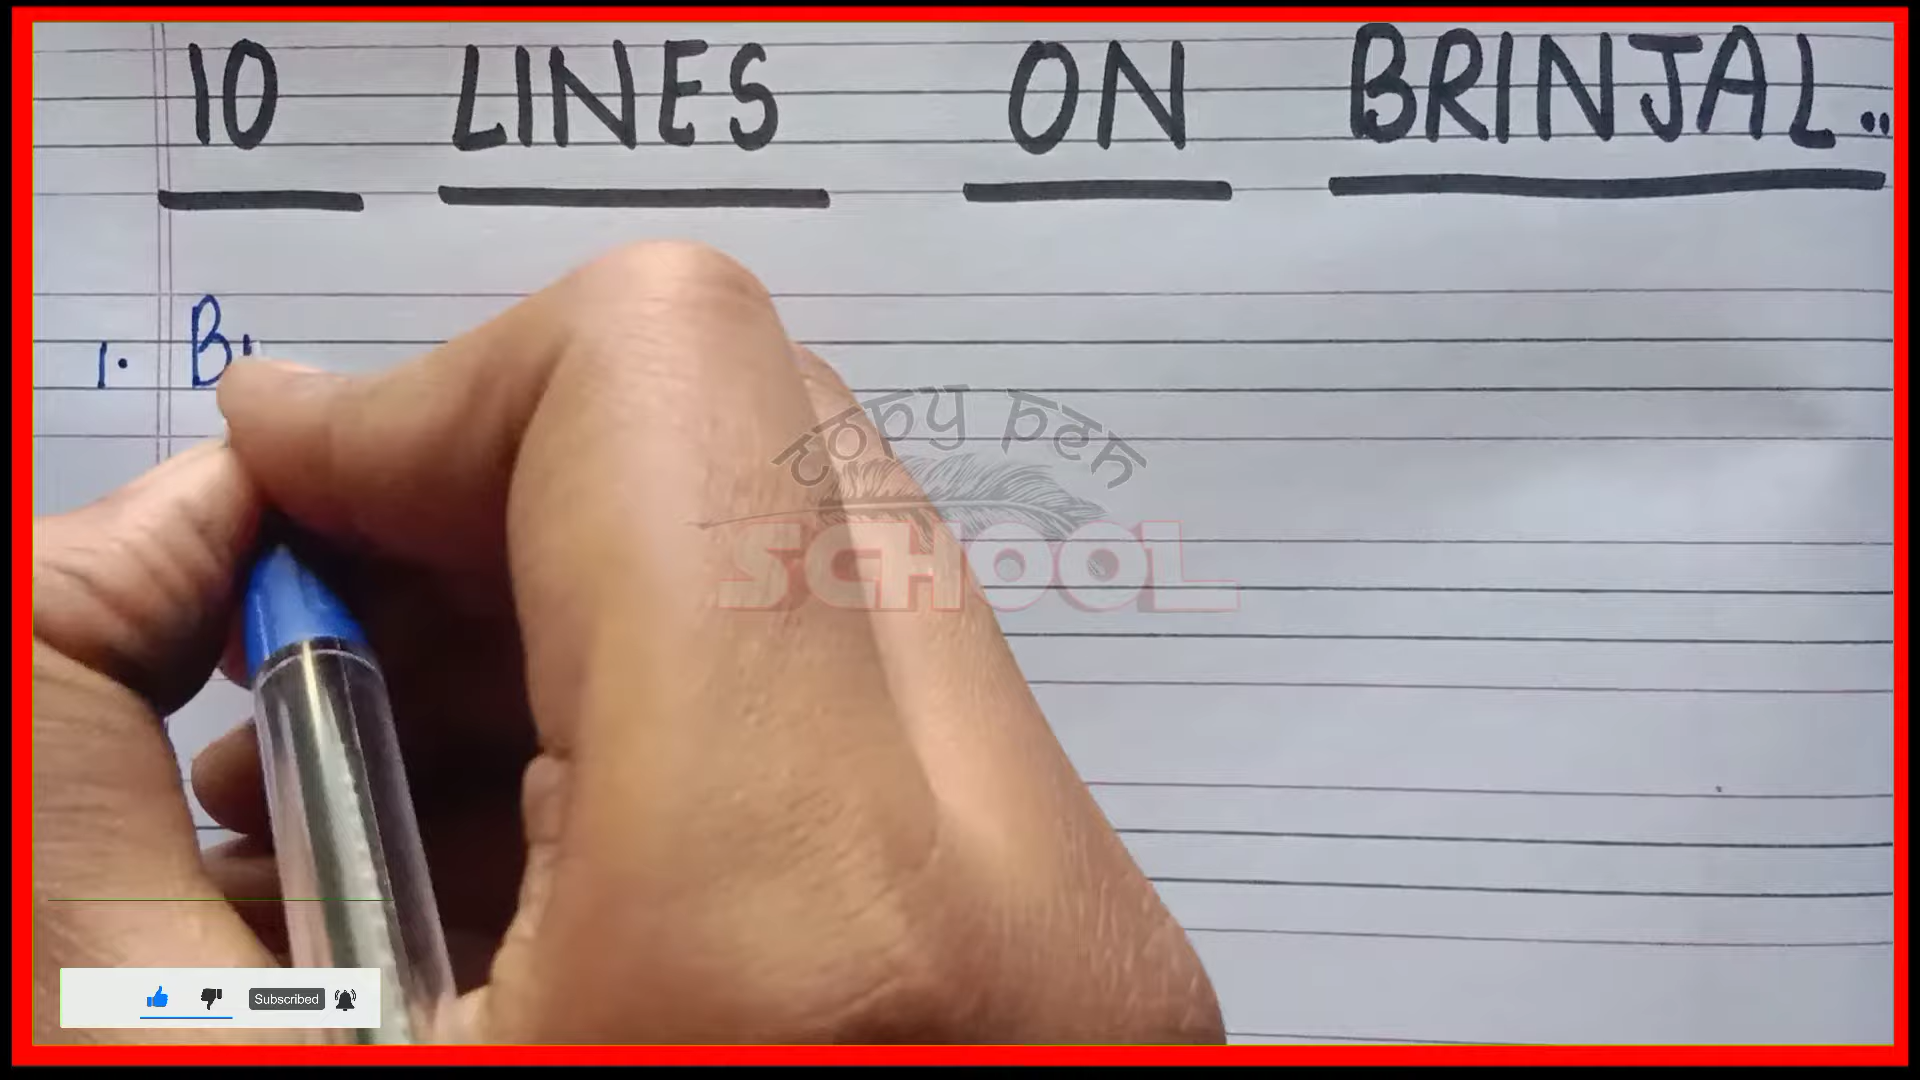 10 LINES ON BRINJAL..
1. B
copy pen
SCHOOL
Subscribed